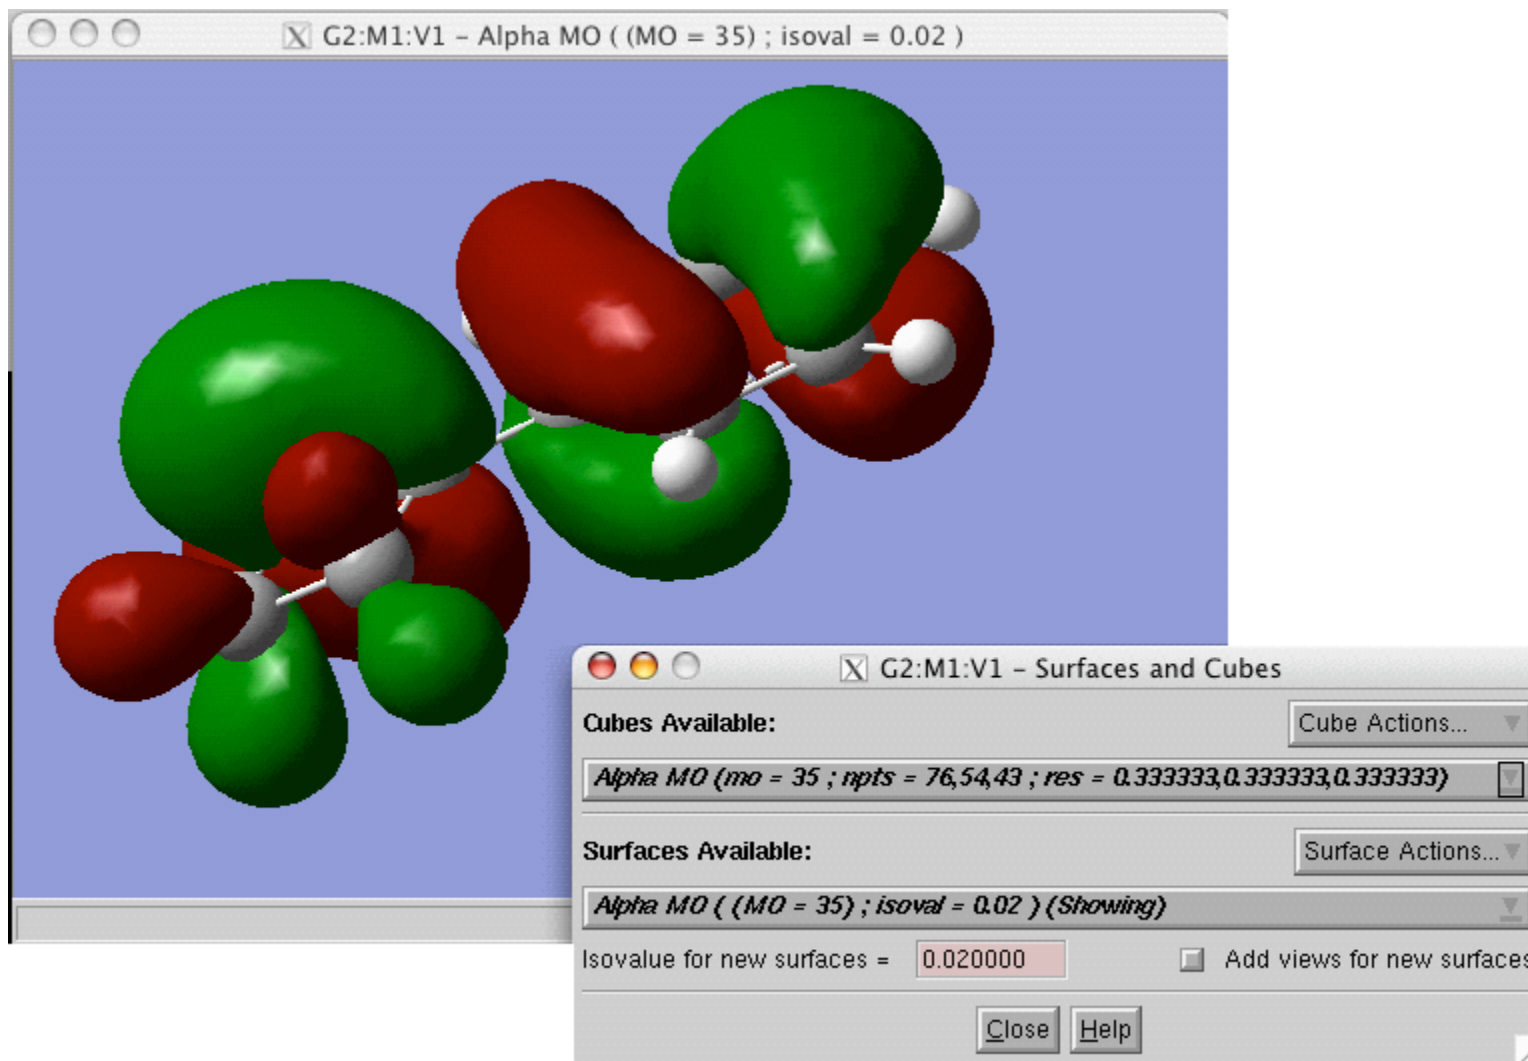 G2:M1:V1 – Alpha MO ( (MO = 35) ; isoval = 0.02 )
G2:M1:V1 – Surfaces and Cubes
Cubes Available:
Cube Actions...
Alpha MO (mo = 35 ; npts = 76,54,43 ; res = 0.333333,0.333333,0.333333)
Surfaces Available:
Surface Actions...
Alpha MO ( (MO = 35) ; isoval = 0.02 ) (Showing)
Isovalue for new surfaces = 0.020000
Add views for new surfaces
Close
Help